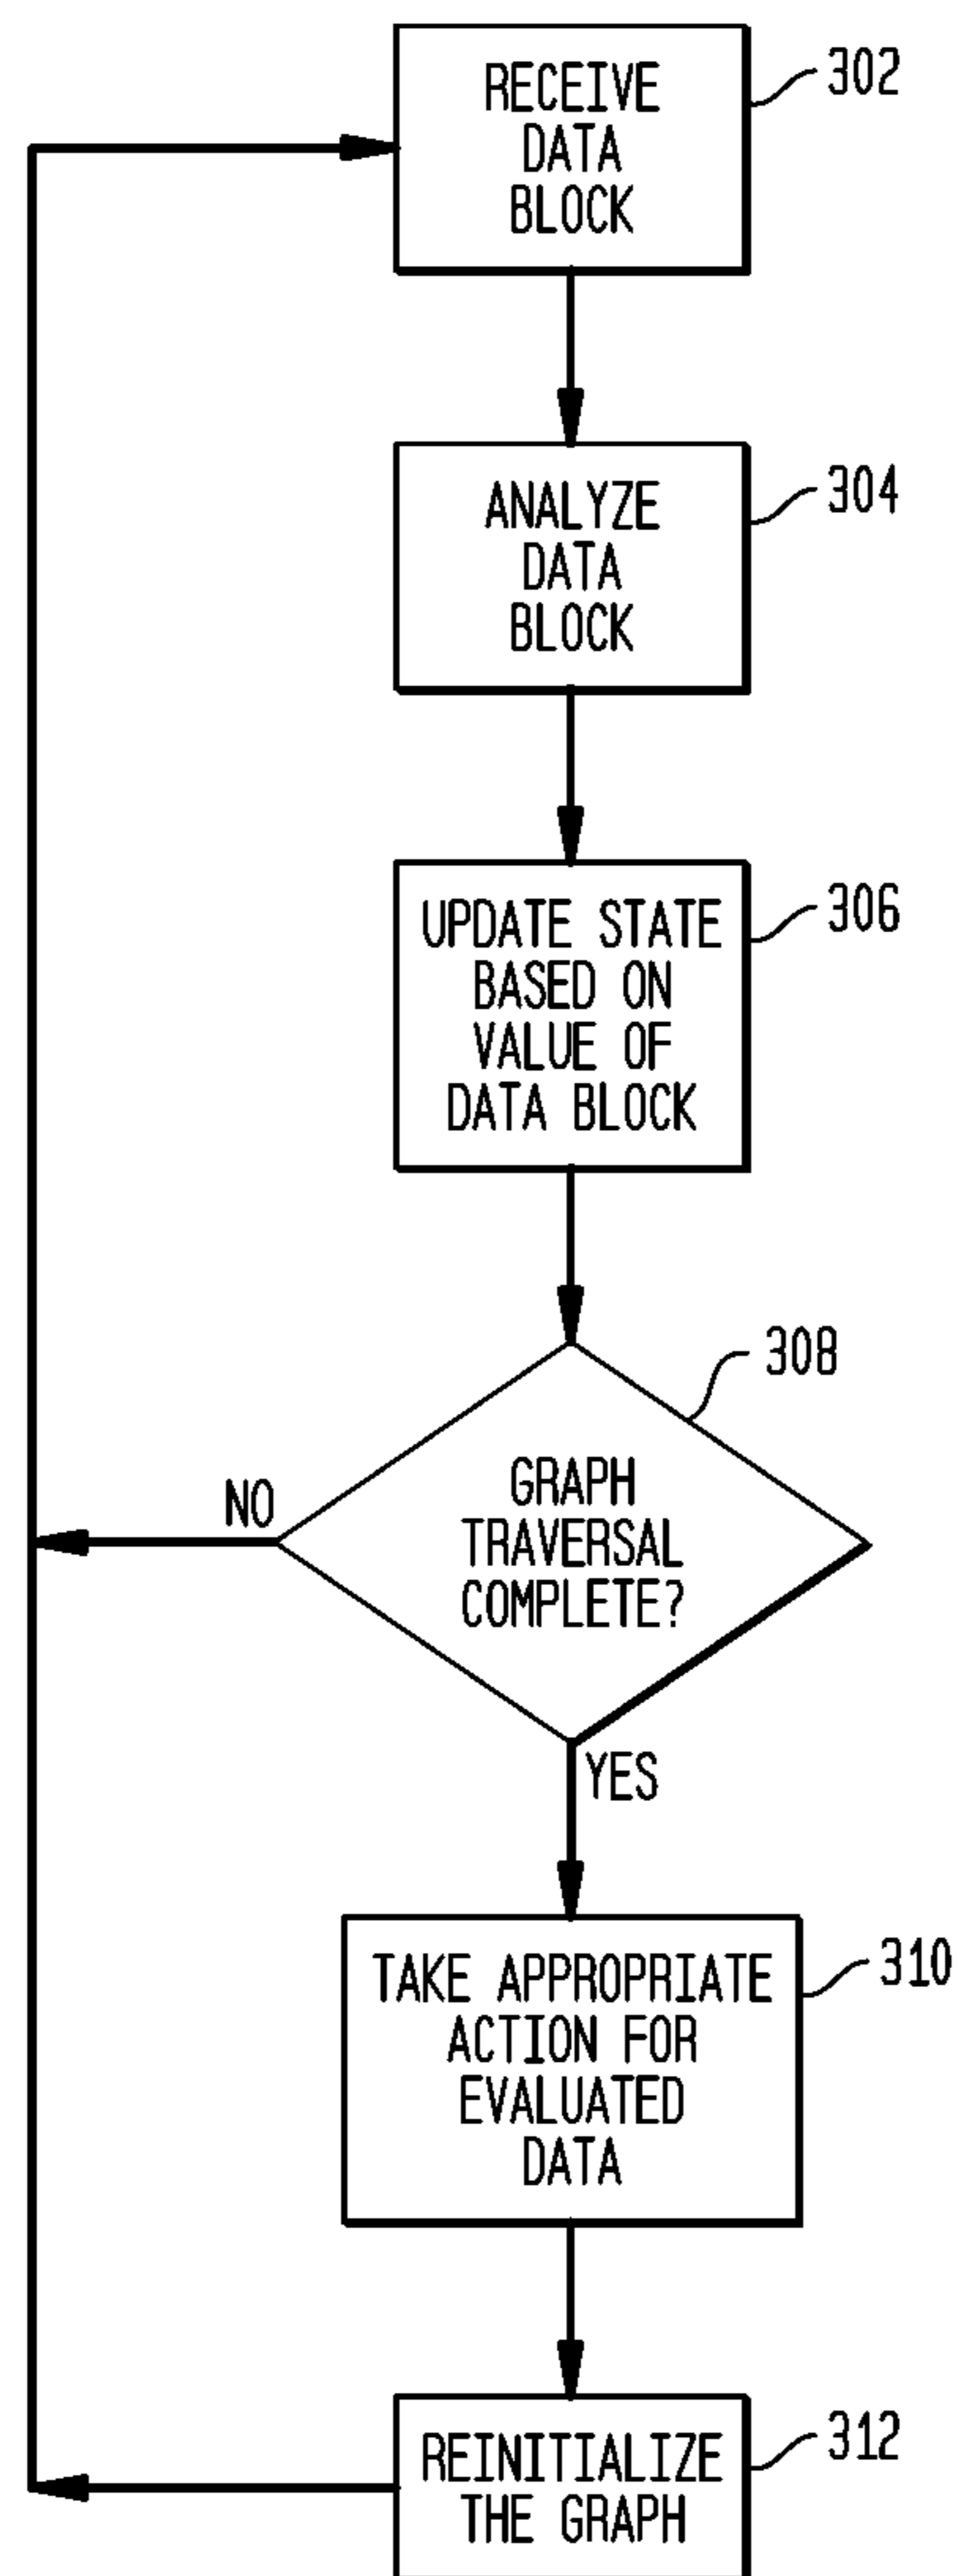 RECEIVE
DATA
BLOCK
302
ANALYZE
DATA
BLOCK
304
UPDATE STATE
BASED ON
VALUE OF
DATA BLOCK
306
GRAPH
TRAVERSAL
COMPLETE?
308
NO
YES
TAKE APPROPRIATE
ACTION FOR
EVALUATED
DATA
310
REINITIALIZE
THE GRAPH
312